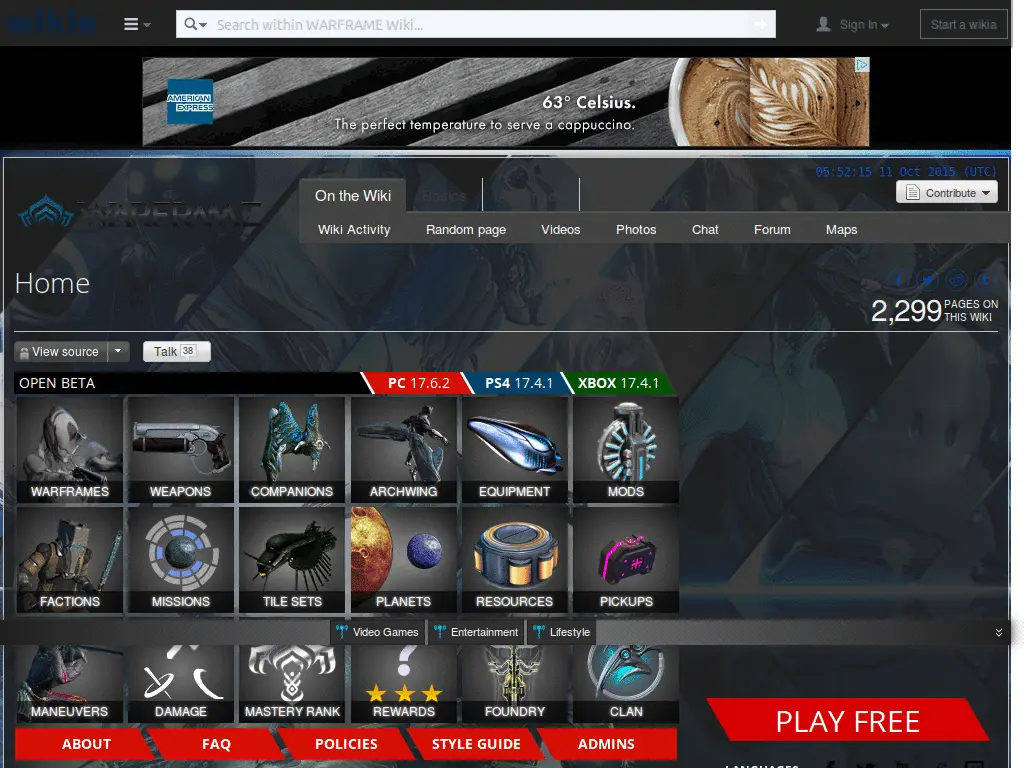 wikia
Search within WARFRAME Wiki...
Sign In
Start a wikia
AMERICAN EXPRESS
63° Celsius.
The perfect temperature to serve a cappuccino.
05:52:15 11 Oct 2015 (UTC)
WARFRAME
On the Wiki
Basics
Contribute
Wiki Activity
Random page
Videos
Photos
Chat
Forum
Maps
Home
2,299 PAGES ON THIS WIKI
View source
Talk 38
OPEN BETA
PC 17.6.2
PS4 17.4.1
XBOX 17.4.1
WARFRAMES
WEAPONS
COMPANIONS
ARCHWING
EQUIPMENT
MODS
FACTIONS
MISSIONS
TILE SETS
PLANETS
RESOURCES
PICKUPS
Video Games
Entertainment
Lifestyle
MANEUVERS
DAMAGE
MASTERY RANK
REWARDS
FOUNDRY
CLAN
PLAY FREE
ABOUT
FAQ
POLICIES
STYLE GUIDE
ADMINS
LANGUAGES